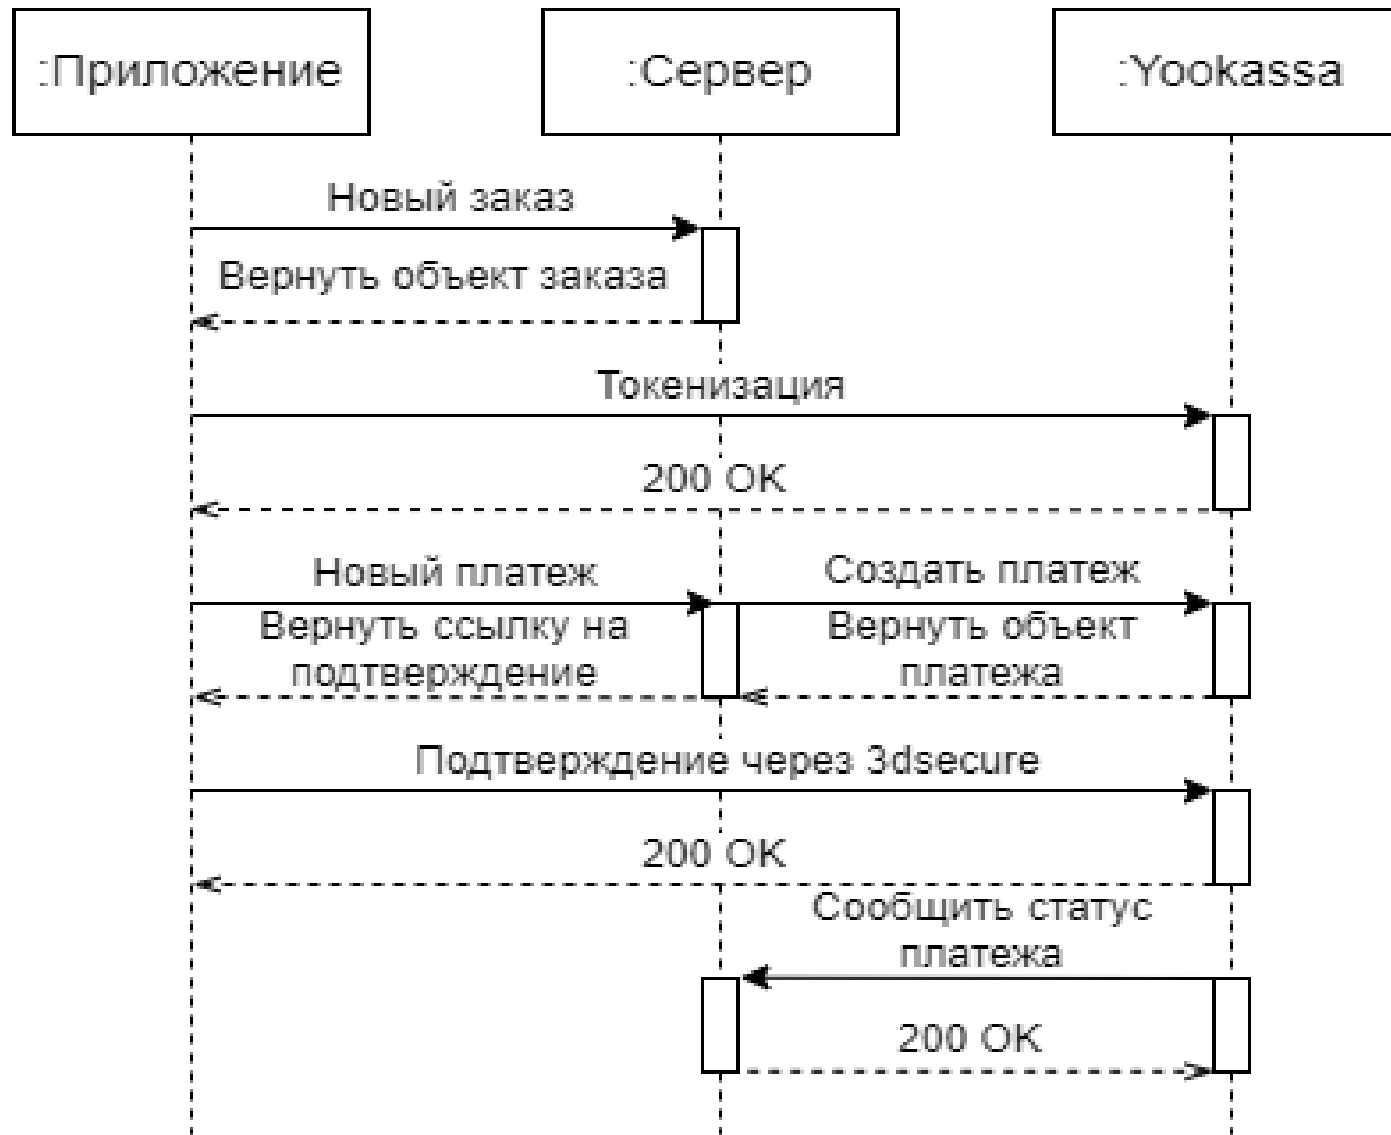 :Приложение
:Сервер
:Yookassa
Новый заказ
Вернуть объект заказа
Токенизация
200 OK
Новый платеж
Создать платеж
Вернуть ссылку на
подтверждение
Вернуть объект
платежа
Подтверждение через 3dsecure
200 OK
Сообщить статус
платежа
200 OK